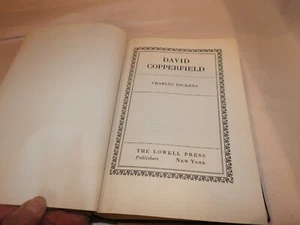 DAVID
COPPERFIELD
CHARLES DICKENS
THE LOWELL PRESS
Publishers New York